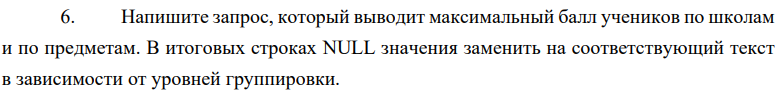 6. Напишите запрос, который выводит максимальный балл учеников по школам
и по предметам. В итоговых строках NULL значения заменить на соответствующий текст
в зависимости от уровней группировки.